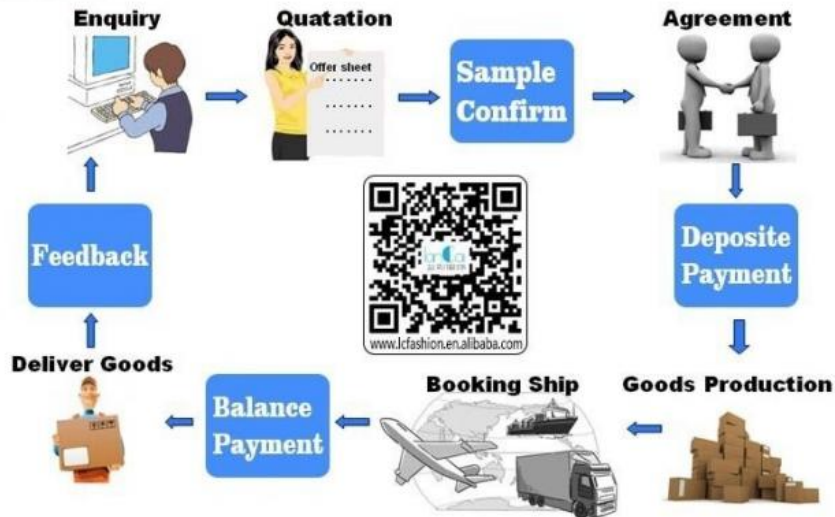 Enquiry
Quatation
Agreement
Offer sheet
Sample
Confirm
Feedback
Deposite
Payment
www.lcfashion.en.alibaba.com
Deliver Goods
Balance
Payment
Booking Ship
Goods Production